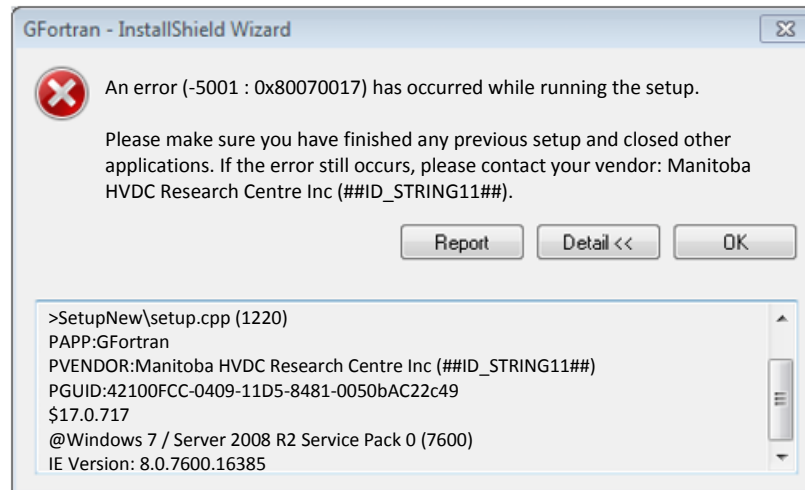 GFortran - InstallShield Wizard
An error (-5001 : 0x80070017) has occurred while running the setup.
Please make sure you have finished any previous setup and closed other
applications. If the error still occurs, please contact your vendor: Manitoba
HVDC Research Centre Inc (##ID_STRING11##).
Report
Detail <<
OK
>SetupNew\setup.cpp (1220)
PAPP:GFortran
PVENDOR:Manitoba HVDC Research Centre Inc (##ID_STRING11##)
PGUID:42100FCC-0409-11D5-8481-0050bAC22c49
$17.0.717
@Windows 7 / Server 2008 R2 Service Pack 0 (7600)
IE Version: 8.0.7600.16385